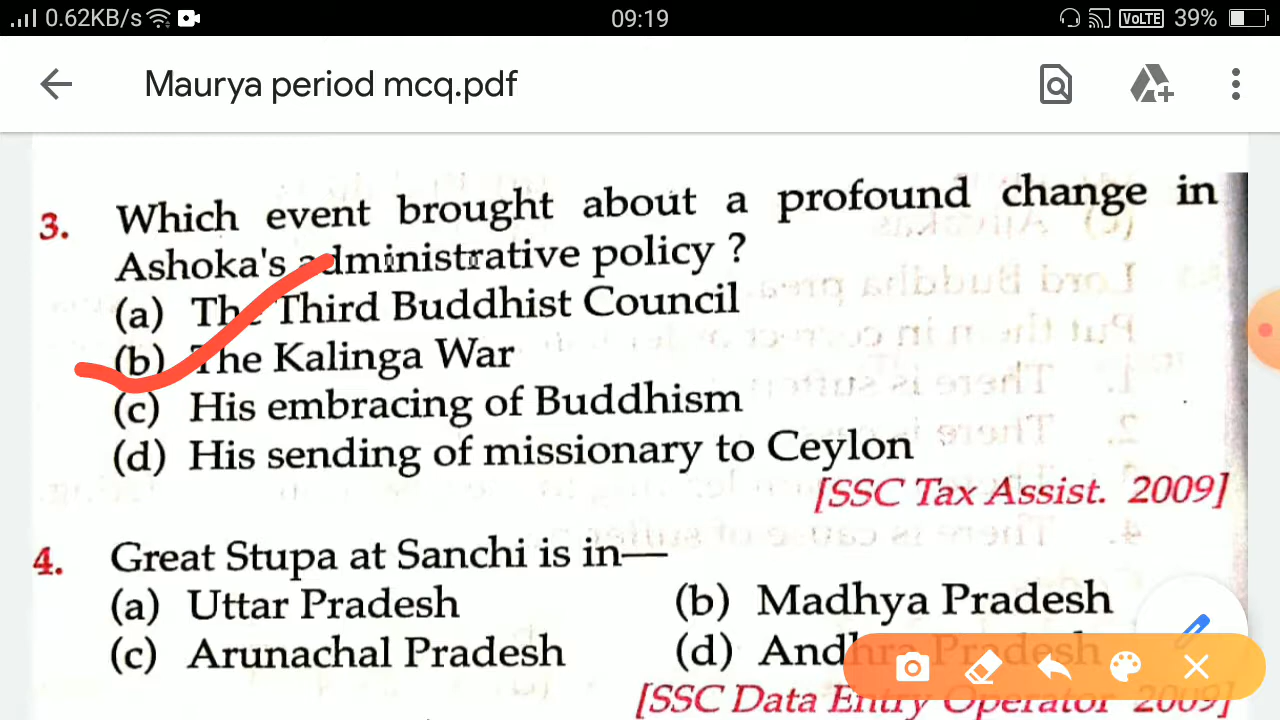 0.62KB/s 09:19 VoLTE 39%
Maurya period mcq.pdf
3. Which event brought about a profound change in
Ashoka's administrative policy ?
(a) The Third Buddhist Council
(b) The Kalinga War
(c) His embracing of Buddhism
(d) His sending of missionary to Ceylon
[SSC Tax Assist. 2009]
4. Great Stupa at Sanchi is in—
(a) Uttar Pradesh (b) Madhya Pradesh
(c) Arunachal Pradesh (d) Andhra Pradesh
[SSC Data Entry Operator 2009]